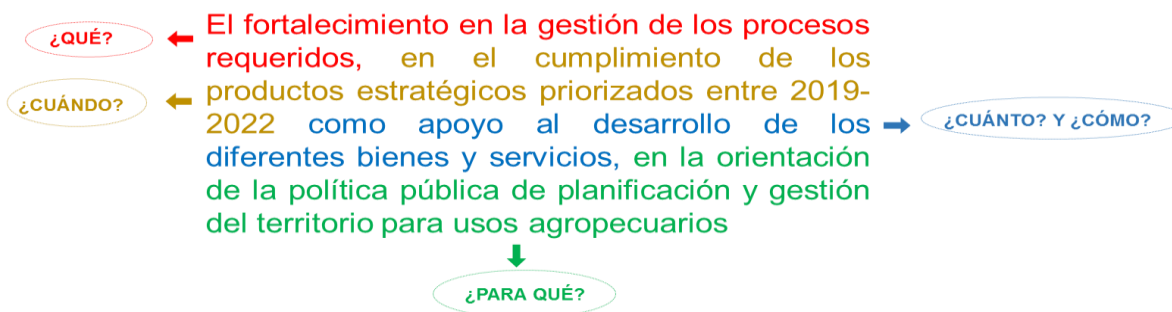 ¿QUÉ?
El fortalecimiento en la gestión de los procesos
requeridos, en el cumplimiento de los
¿CUÁNDO?
productos estratégicos priorizados entre 2019-
2022 como apoyo al desarrollo de los
¿CUÁNTO? Y ¿CÓMO?
diferentes bienes y servicios, en la orientación
de la política pública de planificación y gestión
del territorio para usos agropecuarios
¿PARA QUÉ?